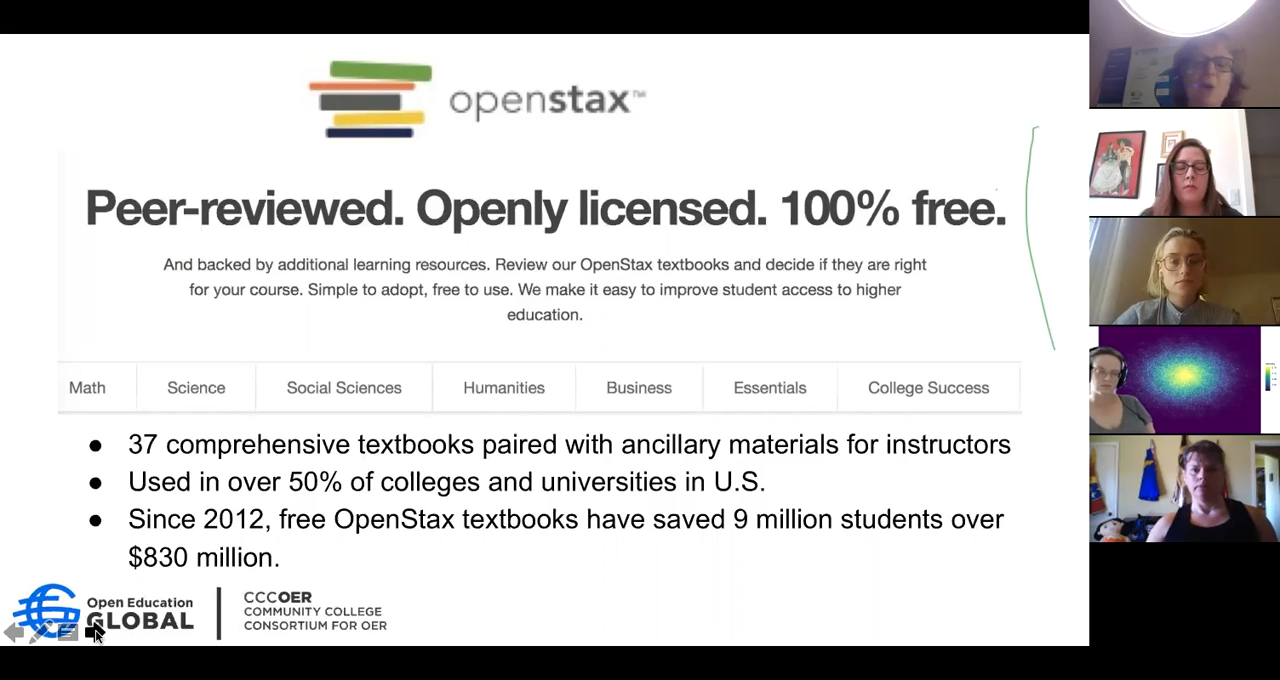 openstax™
Peer-reviewed. Openly licensed. 100% free.
And backed by additional learning resources. Review our OpenStax textbooks and decide if they are right
for your course. Simple to adopt, free to use. We make it easy to improve student access to higher
education.
Math Science Social Sciences Humanities Business Essentials College Success
● 37 comprehensive textbooks paired with ancillary materials for instructors
● Used in over 50% of colleges and universities in U.S.
● Since 2012, free OpenStax textbooks have saved 9 million students over
$830 million.
Open Education
GLOBAL
CCCOER
COMMUNITY COLLEGE
CONSORTIUM FOR OER